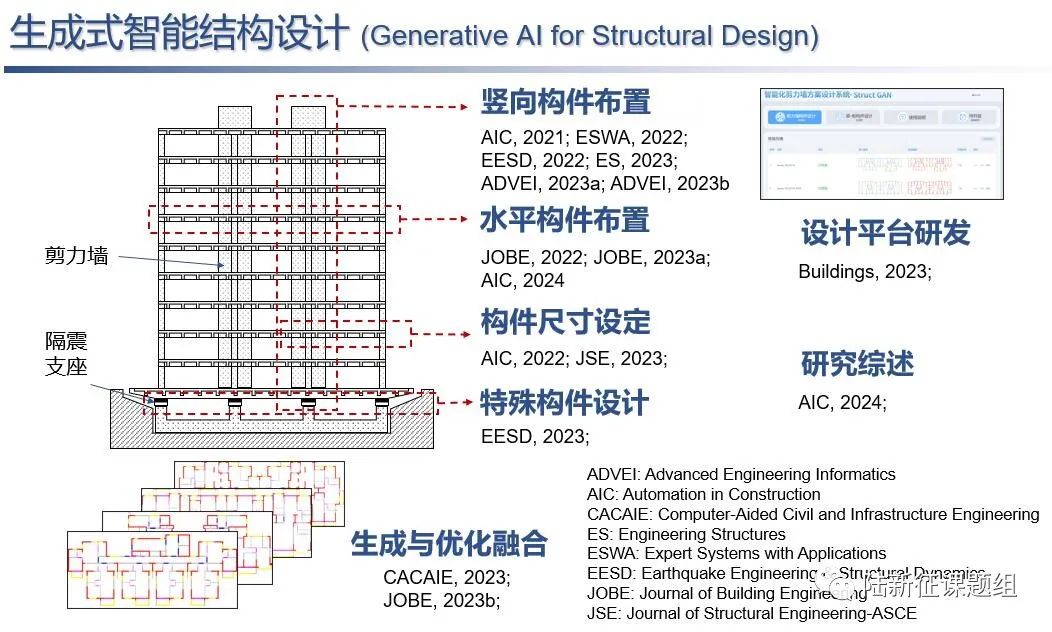 生成式智能结构设计 (Generative AI for Structural Design)
竖向构件布置
AIC, 2021; ESWA, 2022;
EESD, 2022; ES, 2023;
ADVEI, 2023a; ADVEI, 2023b
水平构件布置
JOBE, 2022; JOBE, 2023a;
AIC, 2024
构件尺寸设定
AIC, 2022; JSE, 2023;
特殊构件设计
EESD, 2023;
剪力墙
隔震
支座
智能化剪力墙方案设计系统- Struct GAN
设计平台研发
Buildings, 2023;
研究综述
AIC, 2024;
生成与优化融合
CACAIE, 2023;
JOBE, 2023b;
ADVEI: Advanced Engineering Informatics
AIC: Automation in Construction
CACAIE: Computer-Aided Civil and Infrastructure Engineering
ES: Engineering Structures
ESWA: Expert Systems with Applications
EESD: Earthquake Engineering & Structural Dynamics
JOBE: Journal of Building Engineering
JSE: Journal of Structural Engineering-ASCE
陆新征课题组